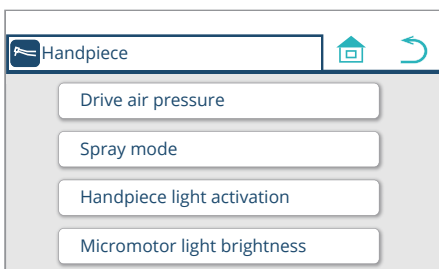 Handpiece
Drive air pressure
Spray mode
Handpiece light activation
Micromotor light brightness